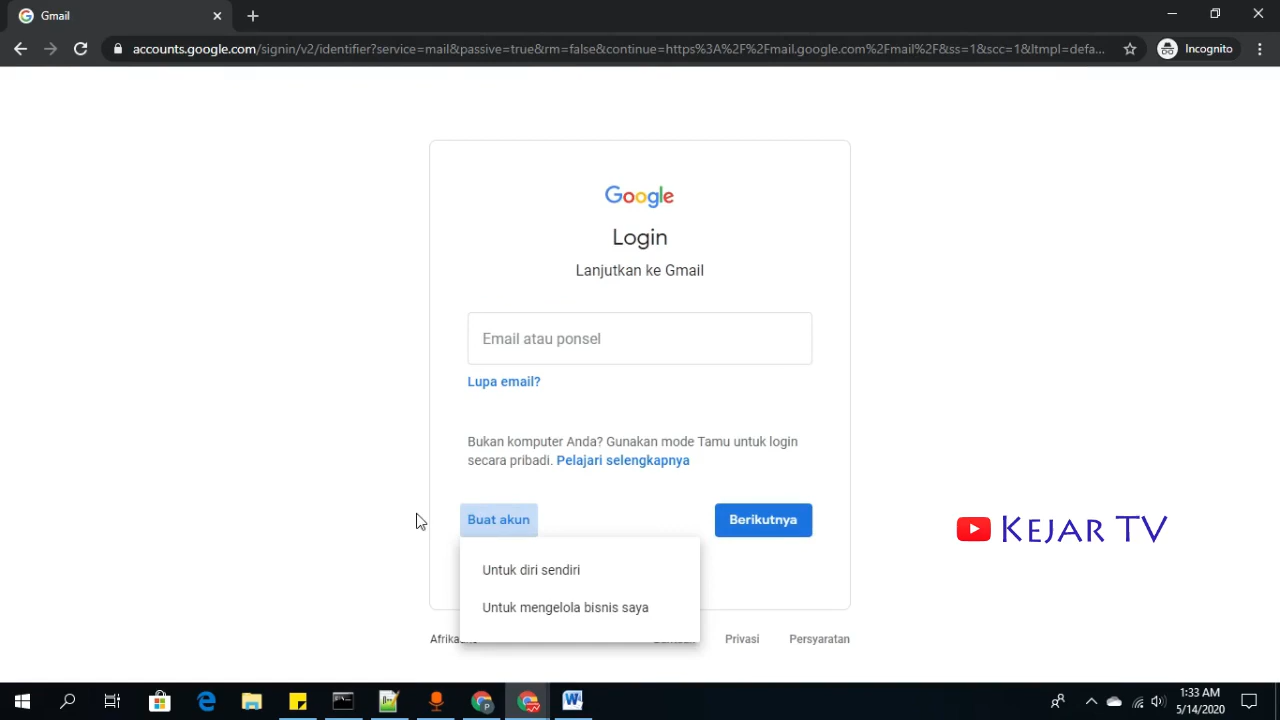 Gmail
accounts.google.com/signin/v2/identifier?service=mail&passive=true&rm=false&continue=https%3A%2F%2Fmail.google.com%2Fmail%2F&ss=1&scc=1&ltmpl=defa...
Incognito
Google
Login
Lanjutkan ke Gmail
Email atau ponsel
Lupa email?
Bukan komputer Anda? Gunakan mode Tamu untuk login
secara pribadi. Pelajari selengkapnya
Buat akun
Berikutnya
KEJAR TV
Untuk diri sendiri
Untuk mengelola bisnis saya
Privasi
Persyaratan
1:33 AM
5/14/2020